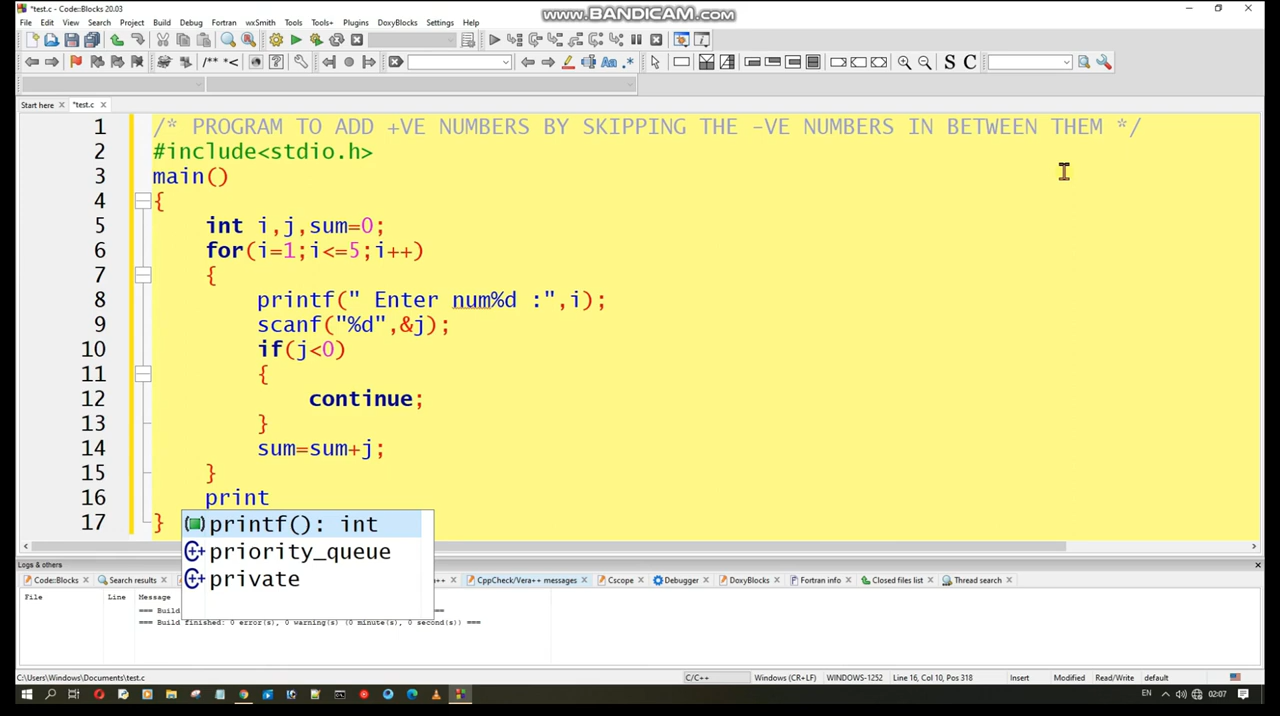 *test.c - Code::Blocks 20.03
www.BANDICAM.com
File Edit View Search Project Build Debug Fortran wxSmith Tools Tools+ Plugins DoxyBlocks Settings Help
/** *<
Aa .*
S C
Start here *test.c
1 /* PROGRAM TO ADD +VE NUMBERS BY SKIPPING THE -VE NUMBERS IN BETWEEN THEM */
2 #include<stdio.h>
3 main()
4 {
5 int i,j,sum=0;
6 for(i=1;i<=5;i++)
7 {
8 printf(" Enter num%d :",i);
9 scanf("%d",&j);
10 if(j<0)
11 {
12 continue;
13 }
14 sum=sum+j;
15 }
16 print
17 }
printf(): int
priority_queue
private
Logs & others
Code::Blocks Search results ++ CppCheck/Vera++ messages Cscope Debugger DoxyBlocks Fortran info Closed files list Thread search
File Line Message
=== Buil ===
=== Build finished: 0 error(s), 0 warning(s) (0 minute(s), 0 second(s)) ===
C:\Users\Windows\Documents\test.c C/C++ Windows (CR+LF) WINDOWS-1252 Line 16, Col 10, Pos 318 Insert Modified Read/Write default
EN 02:07